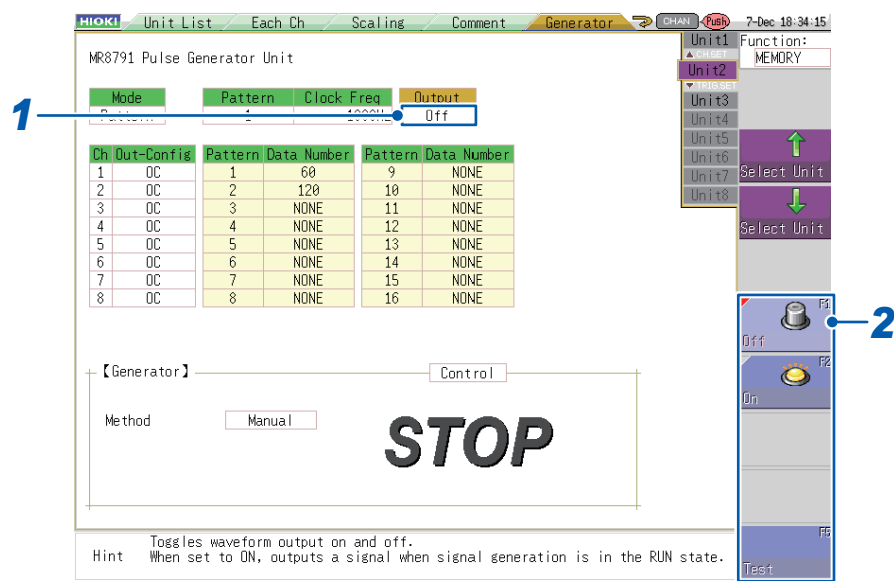 HIOKI Unit List Each Ch Scaling Comment Generator CHAN Push 7-Dec 18:34:15
Unit1 Function:
MR8791 Pulse Generator Unit
▲ CH.SET MEMORY
Unit2
▼ TRIG.SET
Mode Pattern Clock Freq Output
Unit3
1 Pattern 1 1000Hz Off
Unit4
Unit5
Ch Out-Config Pattern Data Number Pattern Data Number
Unit6
1 OC 1 60 9 NONE
Unit7 Select Unit
2 OC 2 120 10 NONE
Unit8
3 OC 3 NONE 11 NONE
4 OC 4 NONE 12 NONE
Select Unit
5 OC 5 NONE 13 NONE
6 OC 6 NONE 14 NONE
7 OC 7 NONE 15 NONE
8 OC 8 NONE 16 NONE
F1
2
Off
【Generator】 Control
F2
On
Method Manual
STOP
F5
Toggles waveform output on and off.
Hint When set to ON, outputs a signal when signal generation is in the RUN state.
Test